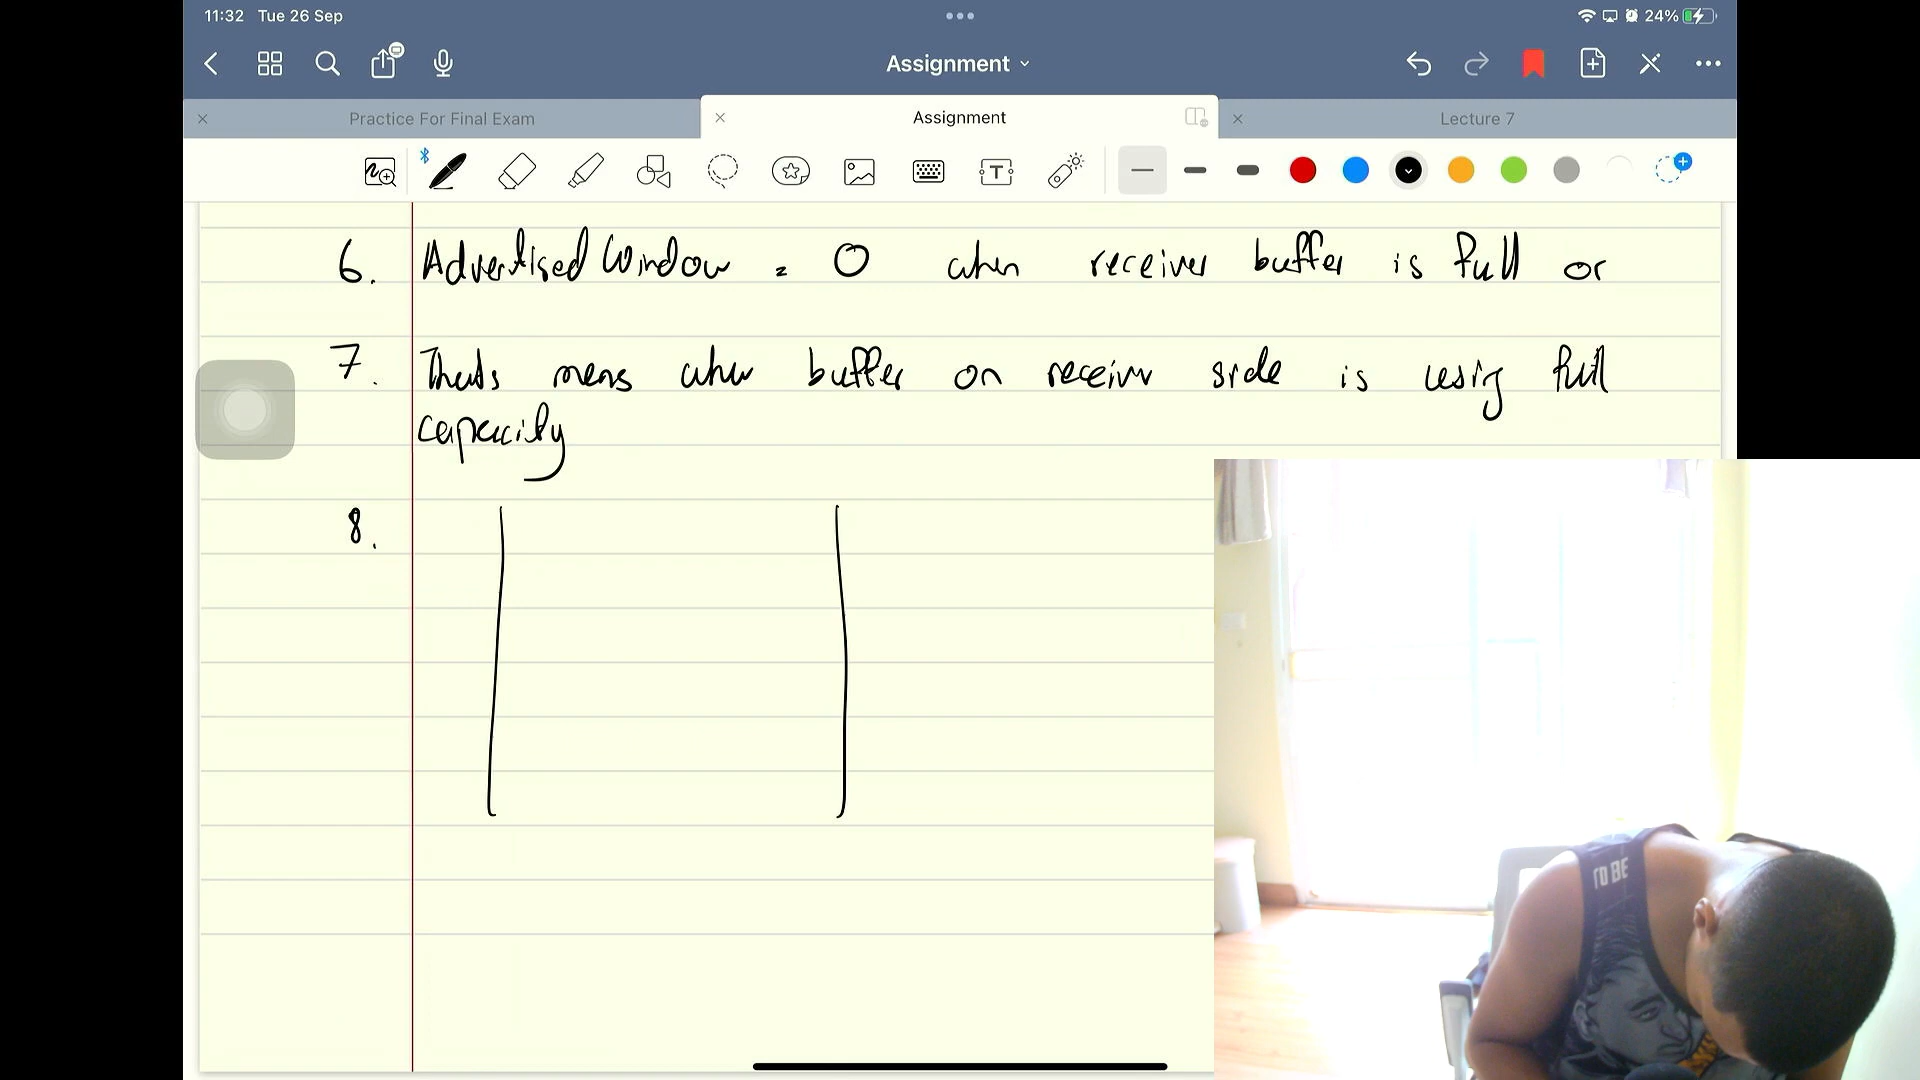 11:32 Tue 26 Sep
24%
Assignment
Practice For Final Exam
Assignment
Lecture 7
T
6. Advertised Window = 0 when receiver buffer is full or
7. Thats means when buffer on receiver side is using full
capacity
8.
TO BE